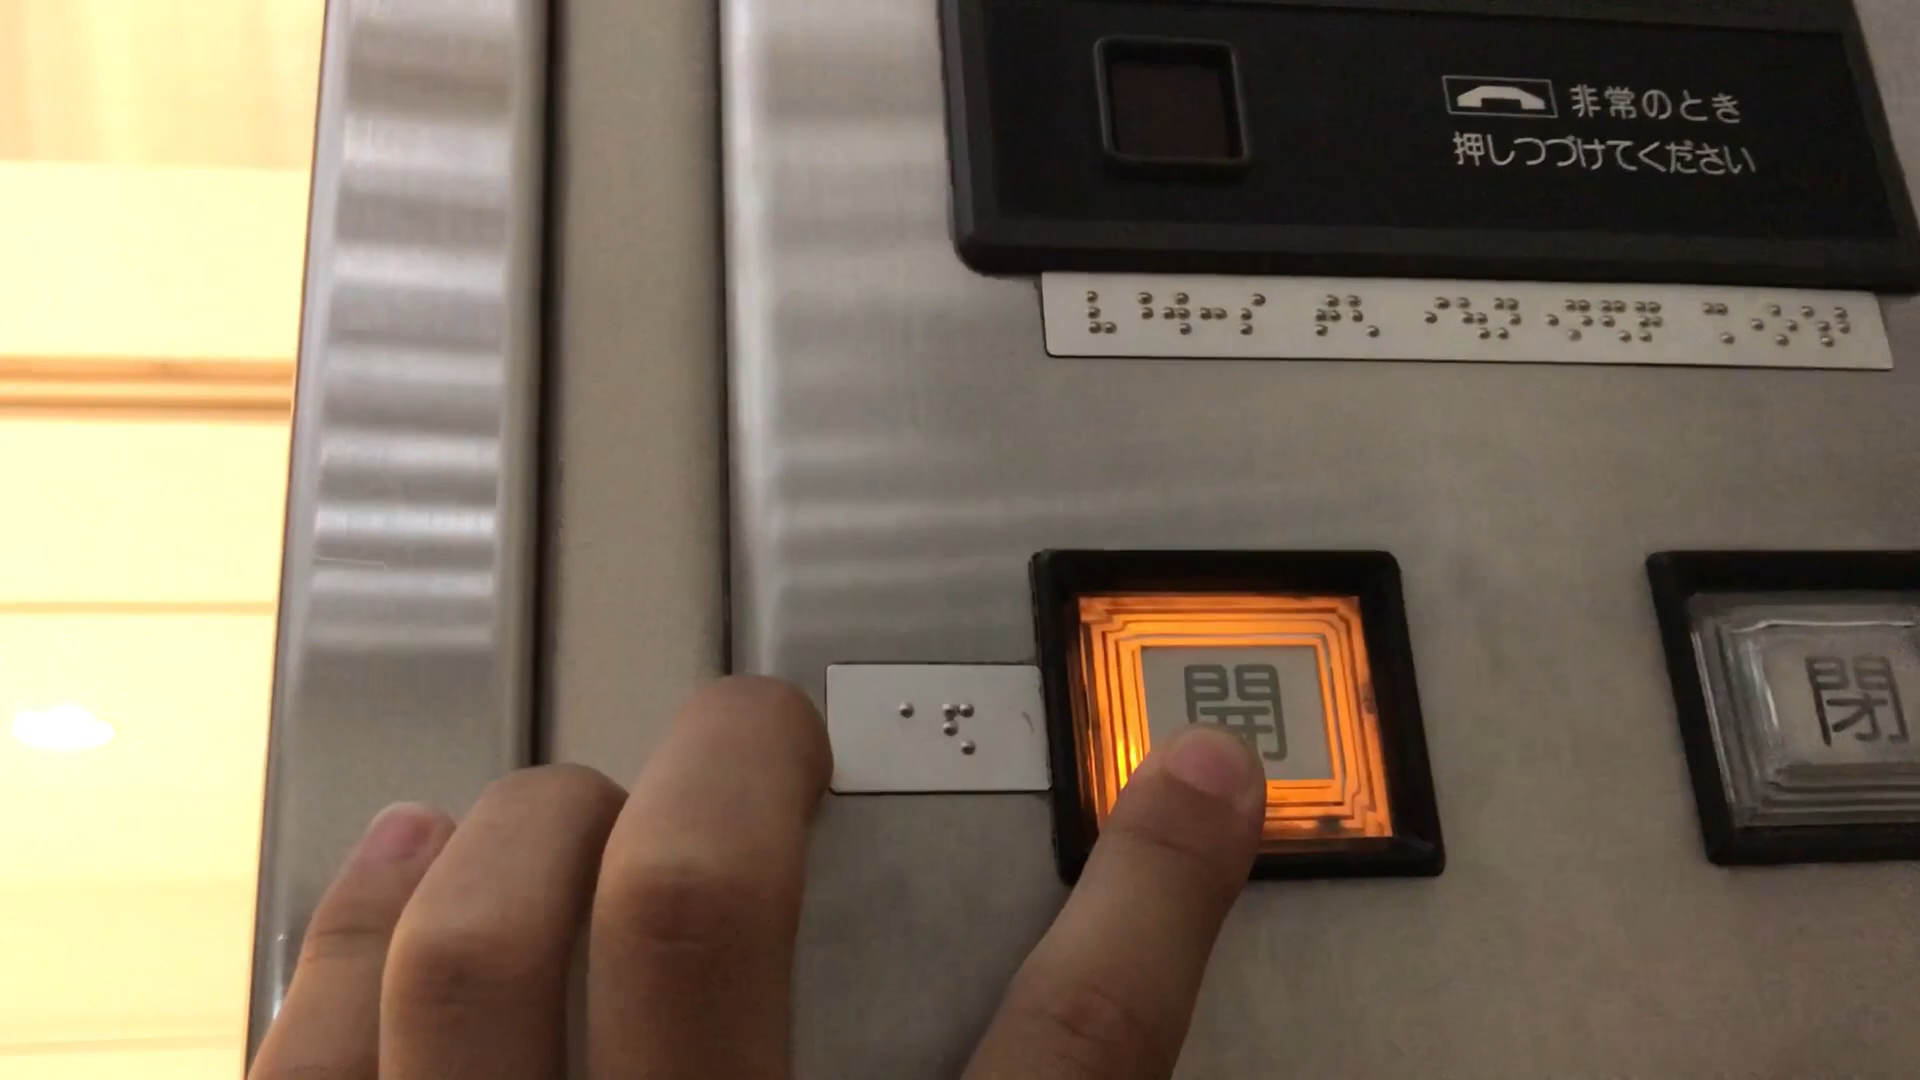 非常のとき
押しつづけてください
開
閉